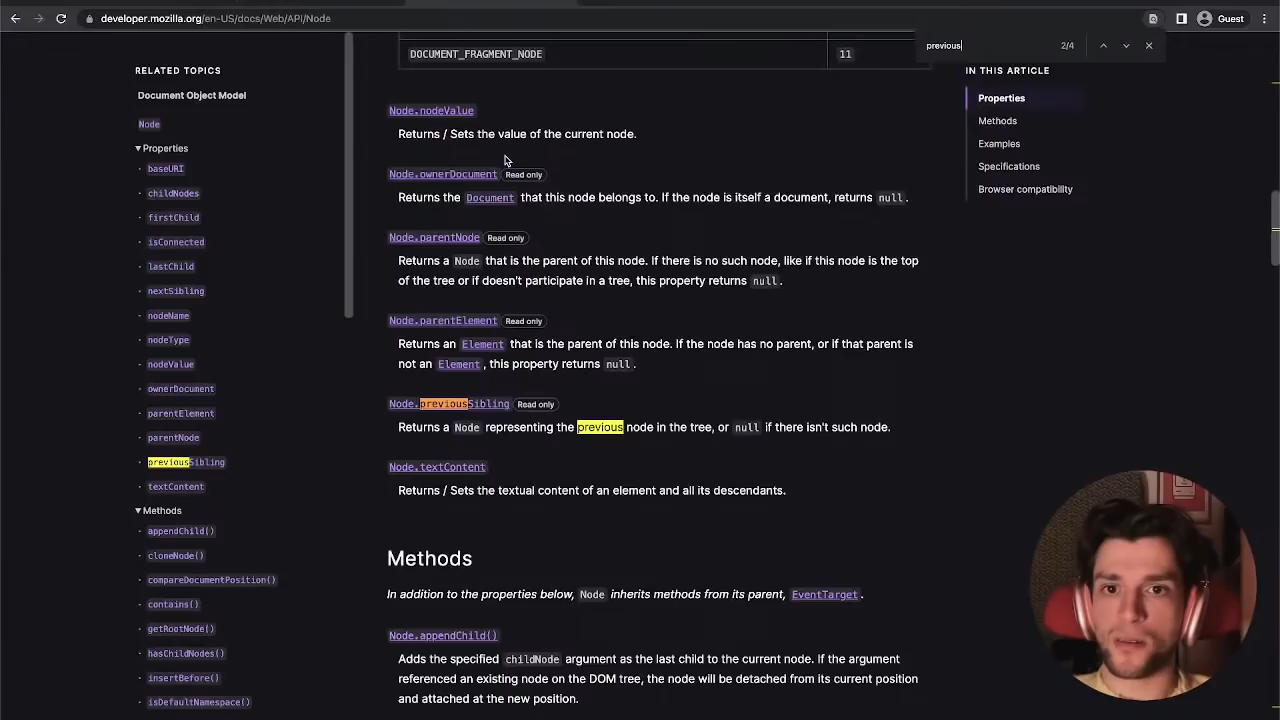 developer.mozilla.org/en-US/docs/Web/API/Node
Guest
previous
2/4
RELATED TOPICS
Document Object Model
Node
Properties
baseURI
childNodes
firstChild
isConnected
lastChild
nextSibling
nodeName
nodeType
nodeValue
ownerDocument
parentElement
parentNode
previousSibling
textContent
Methods
appendChild()
cloneNode()
compareDocumentPosition()
contains()
getRootNode()
hasChildNodes()
insertBefore()
isDefaultNamespace()
DOCUMENT_FRAGMENT_NODE 11
Node.nodeValue
Returns / Sets the value of the current node.
Node.ownerDocument Read only
Returns the Document that this node belongs to. If the node is itself a document, returns null.
Node.parentNode Read only
Returns a Node that is the parent of this node. If there is no such node, like if this node is the top
of the tree or if doesn't participate in a tree, this property returns null.
Node.parentElement Read only
Returns an Element that is the parent of this node. If the node has no parent, or if that parent is
not an Element, this property returns null.
Node.previousSibling Read only
Returns a Node representing the previous node in the tree, or null if there isn't such node.
Node.textContent
Returns / Sets the textual content of an element and all its descendants.
Methods
In addition to the properties below, Node inherits methods from its parent, EventTarget.
Node.appendChild()
Adds the specified childNode argument as the last child to the current node. If the argument
referenced an existing node on the DOM tree, the node will be detached from its current position
and attached at the new position.
IN THIS ARTICLE
Properties
Methods
Examples
Specifications
Browser compatibility